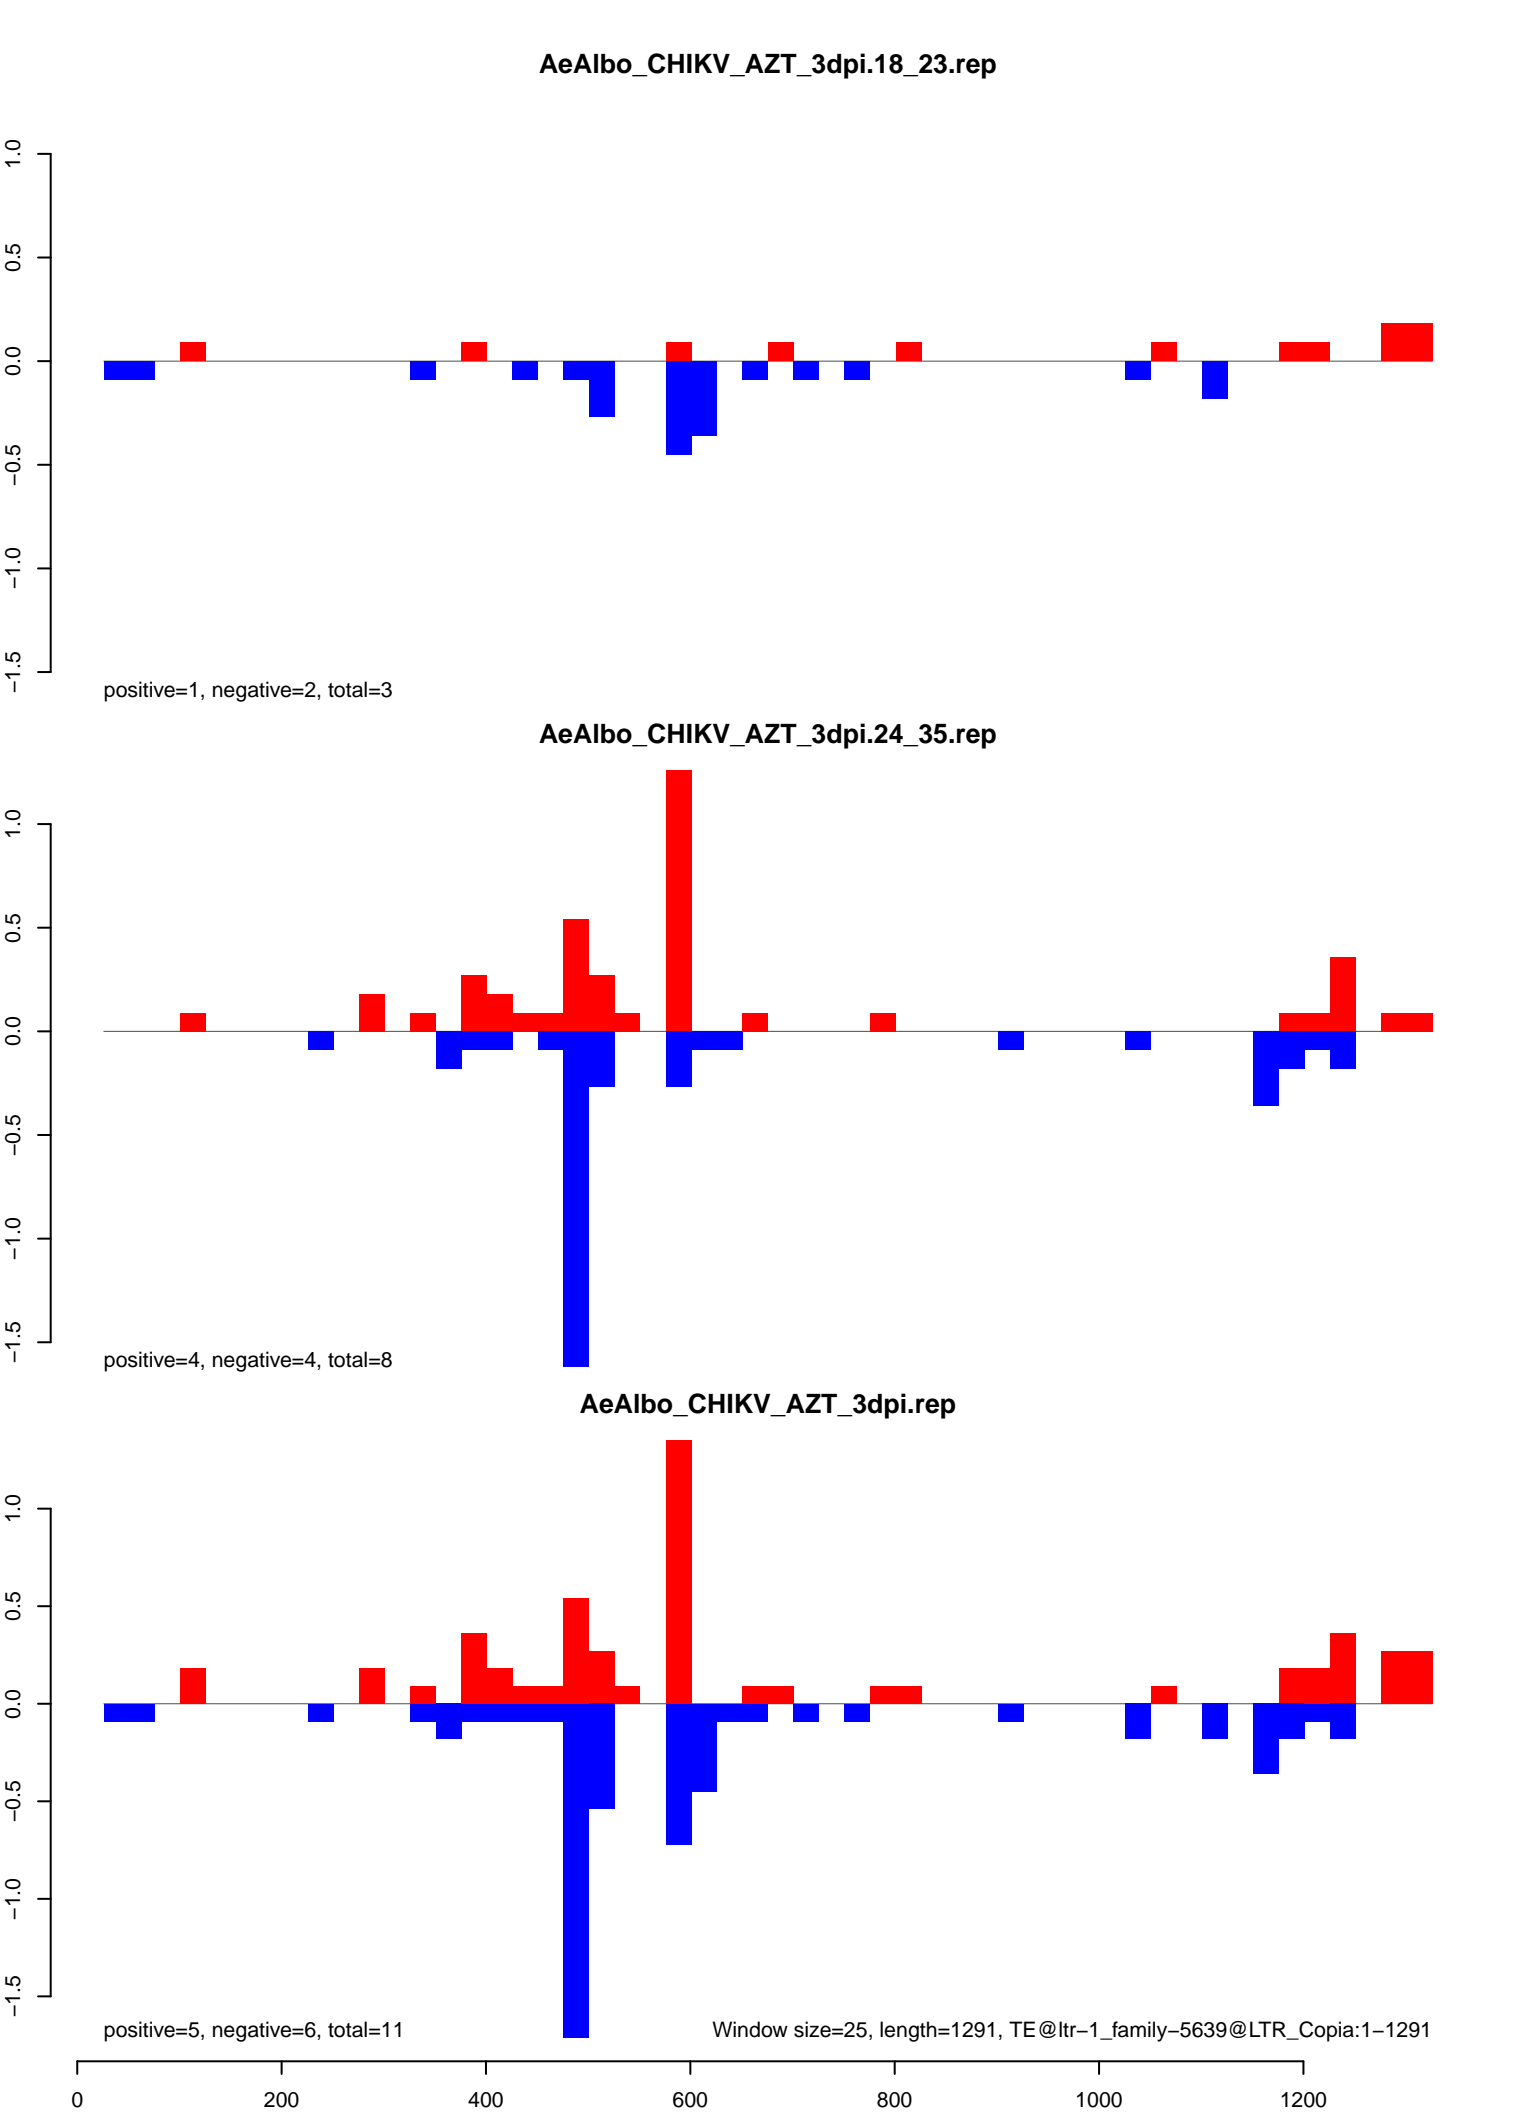 AeAlbo_CHIKV_AZT_3dpi.18_23.rep
1.0
0.5
0.0
−0.5
−1.0
−1.5
positive=1, negative=2, total=3
AeAlbo_CHIKV_AZT_3dpi.24_35.rep
1.0
0.5
0.0
−0.5
−1.0
−1.5
positive=4, negative=4, total=8
AeAlbo_CHIKV_AZT_3dpi.rep
1.0
0.5
0.0
−0.5
−1.0
−1.5
positive=5, negative=6, total=11
Window size=25, length=1291, TE@ltr−1_family−5639@LTR_Copia:1−1291
0 200 400 600 800 1000 1200